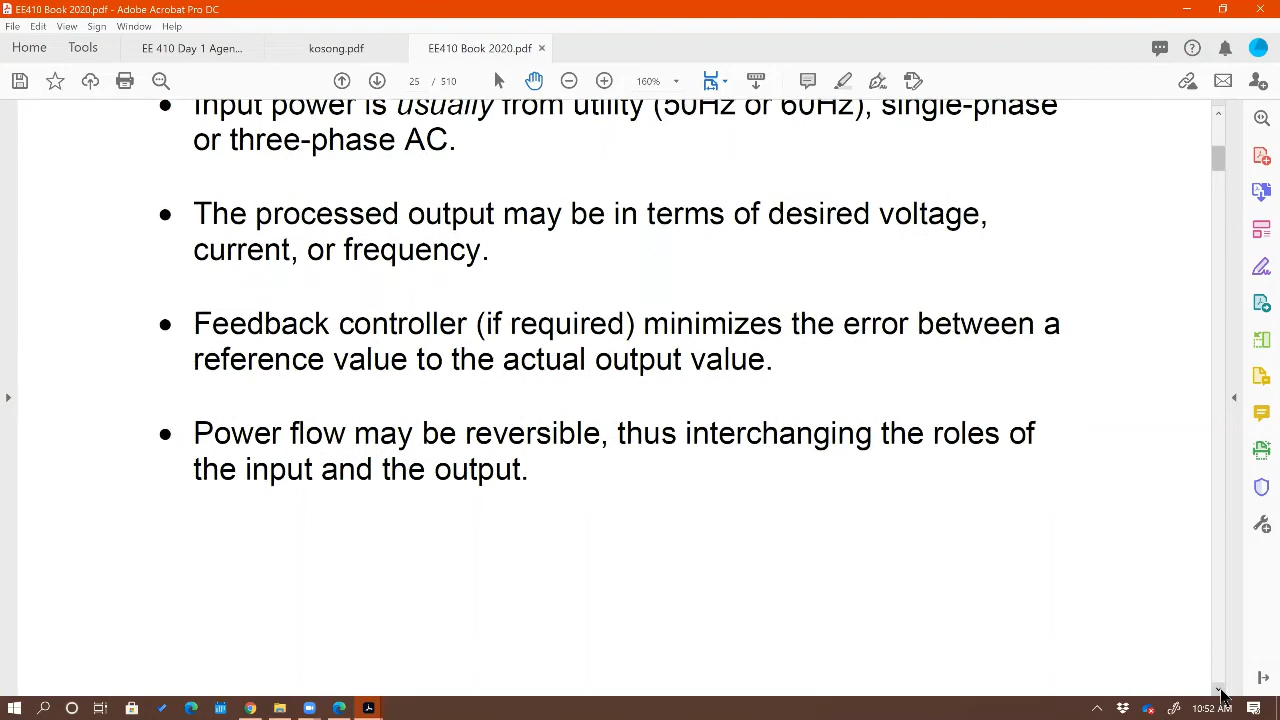 EE410 Book 2020.pdf - Adobe Acrobat Pro DC
File Edit View Sign Window Help
Home Tools EE 410 Day 1 Agen... kosong.pdf EE410 Book 2020.pdf ×
25 / 510 160%
• Input power is usually from utility (50Hz or 60Hz), single-phase
or three-phase AC.
• The processed output may be in terms of desired voltage,
current, or frequency.
• Feedback controller (if required) minimizes the error between a
reference value to the actual output value.
• Power flow may be reversible, thus interchanging the roles of
the input and the output.
10:52 AM